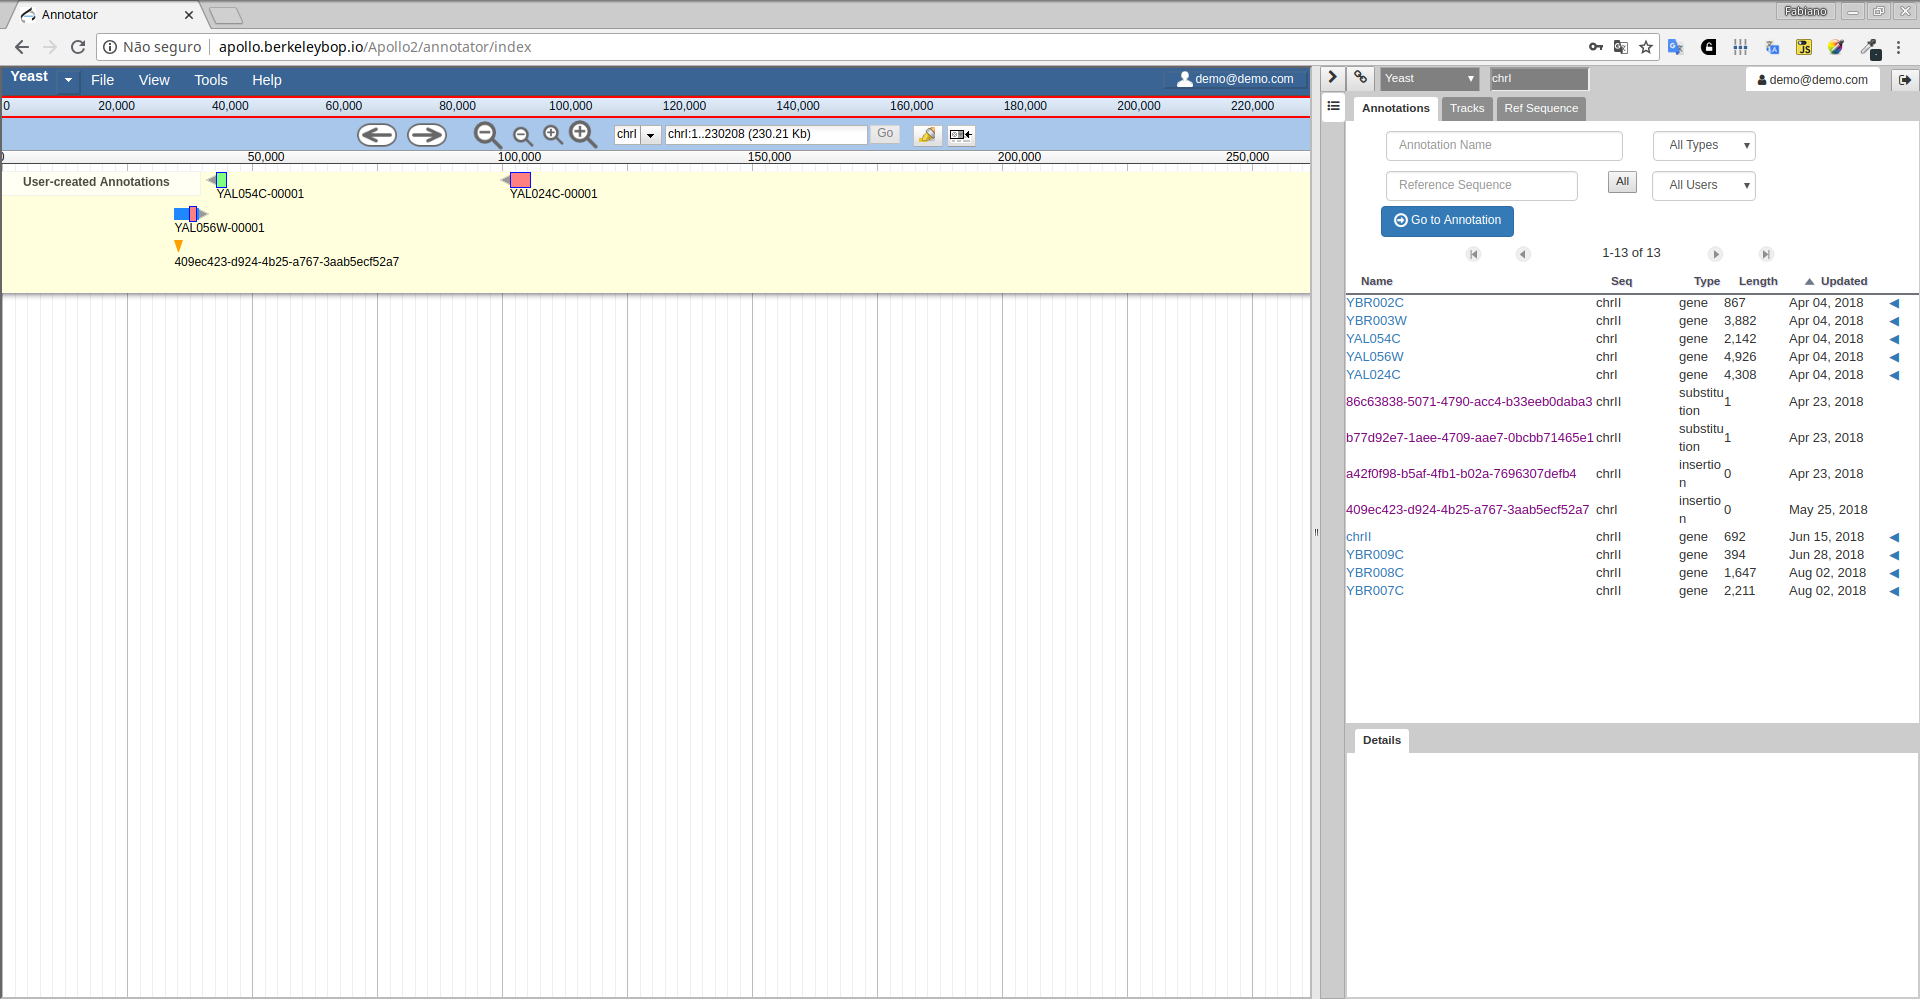 Annotator
Fabiano
Não seguro
apollo.berkeleybop.io/Apollo2/annotator/index
JS
Yeast File View Tools Help demo@demo.com
0 20,000 40,000 60,000 80,000 100,000 120,000 140,000 160,000 180,000 200,000 220,000
chrI chrI:1..230208 (230.21 Kb) Go
0 50,000 100,000 150,000 200,000 250,000
User-created Annotations
YAL054C-00001 YAL024C-00001
YAL056W-00001
409ec423-d924-4b25-a767-3aab5ecf52a7
Yeast chrI demo@demo.com
Annotations Tracks Ref Sequence
Annotation Name All Types
Reference Sequence All All Users
Go to Annotation
1-13 of 13
Name Seq Type Length Updated
YBR002C chrII gene 867 Apr 04, 2018
YBR003W chrII gene 3,882 Apr 04, 2018
YAL054C chrI gene 2,142 Apr 04, 2018
YAL056W chrI gene 4,926 Apr 04, 2018
YAL024C chrI gene 4,308 Apr 04, 2018
86c63838-5071-4790-acc4-b33eeb0daba3 chrII substitu
tion 1 Apr 23, 2018
b77d92e7-1aee-4709-aae7-0bcbb71465e1 chrII substitu
tion 1 Apr 23, 2018
a42f0f98-b5af-4fb1-b02a-7696307defb4 chrII insertio
n 0 Apr 23, 2018
409ec423-d924-4b25-a767-3aab5ecf52a7 chrI insertio
n 0 May 25, 2018
chrII chrII gene 692 Jun 15, 2018
YBR009C chrII gene 394 Jun 28, 2018
YBR008C chrII gene 1,647 Aug 02, 2018
YBR007C chrII gene 2,211 Aug 02, 2018
Details